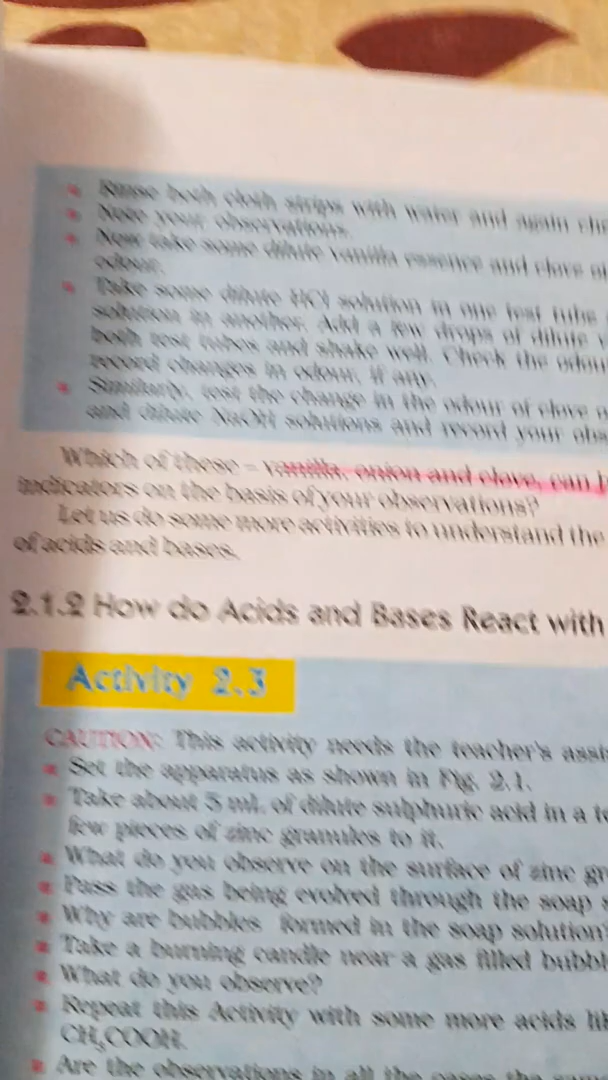 Rinse both cloth strips with water and again
Note your observations.
Now take some dilute vanilla essence and clove
odour.
Take some dilute HCl solution in one test tube
solution in another. Add a few drops of dilute
both test tubes and shake well. Check the
record changes in odour, if any.
Similarly, test the change in the odour of clove
and dilute NaOH solutions and record your
Which of these – vanilla, onion and clove, can
indicators on the basis of your observations?
Let us do some more activities to understand the
of acids and bases.
2.1.2 How do Acids and Bases React with
Activity 2.3
CAUTION: This activity needs the teacher's
Set the apparatus as shown in Fig. 2.1.
Take about 5 mL of dilute sulphuric acid in a
few pieces of zinc granules to it.
What do you observe on the surface of zinc
Pass the gas being evolved through the soap
Why are bubbles formed in the soap solution?
Take a burning candle near a gas filled
What do you observe?
Repeat this Activity with some more acids
CH₃COOH.
Are the observations in all the cases the